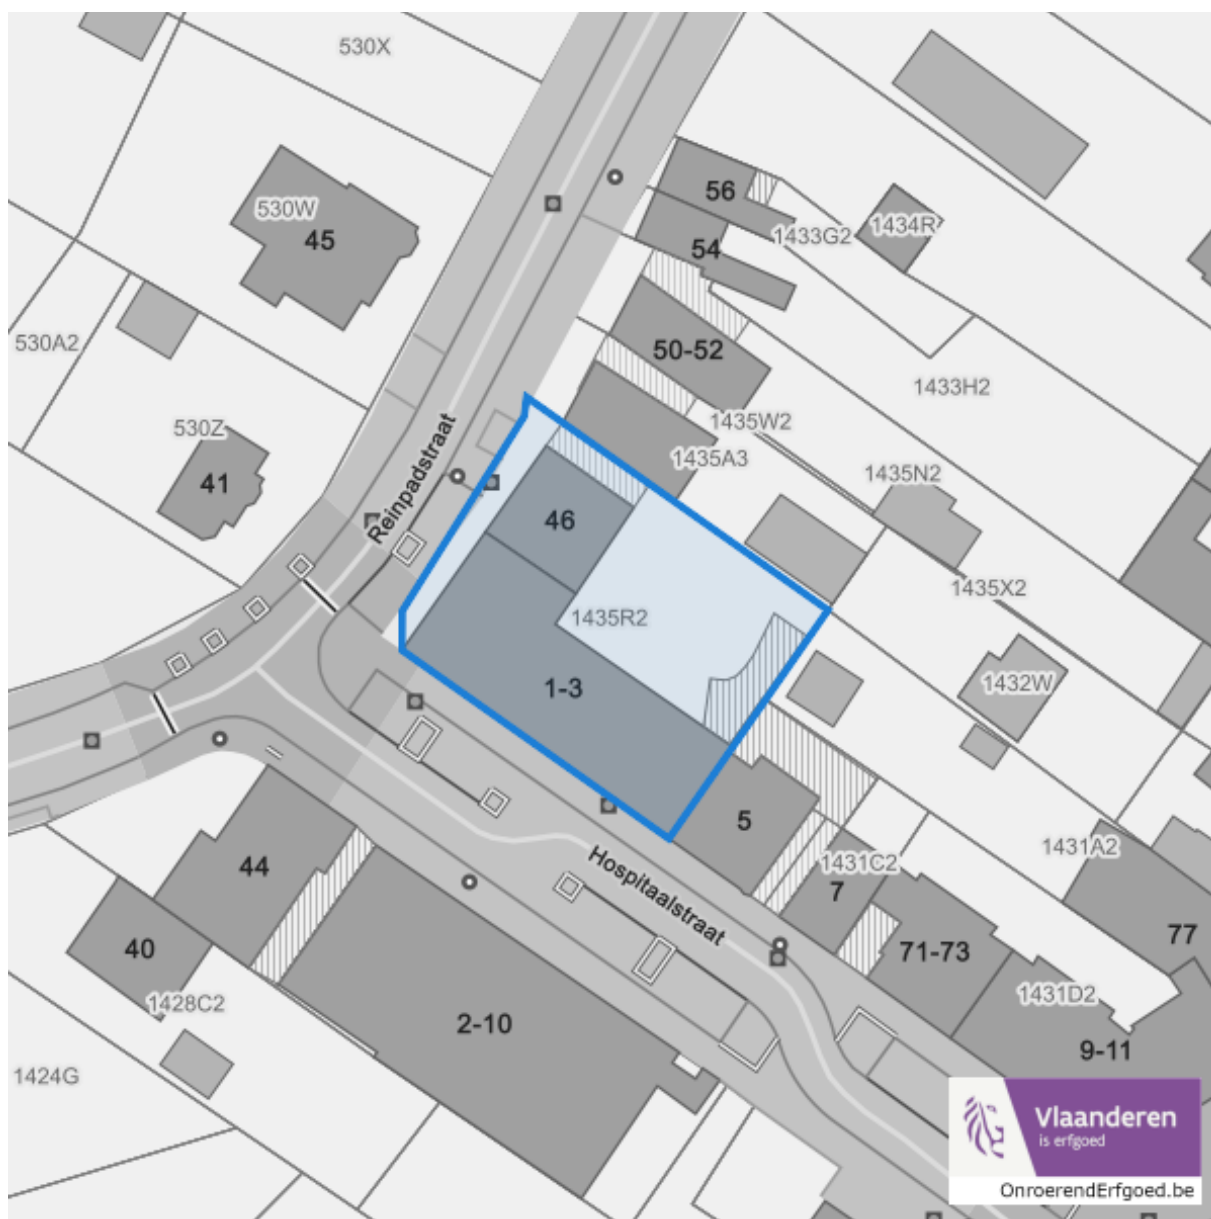 530X
56
530W
45
1434R
1433G2
54
530A2
50-52
1433H2
1435W2
530Z
Reinpadstraat
1435A3
1435N2
41
46
1435X2
1435R2
1432W
1-3
5
1431A2
Hospitaalstraat
1431C2
44
7
77
40
71-73
1431D2
1428C2
2-10
9-11
1424G
Vlaanderen
is erfgoed
OnroerendErfgoed.be